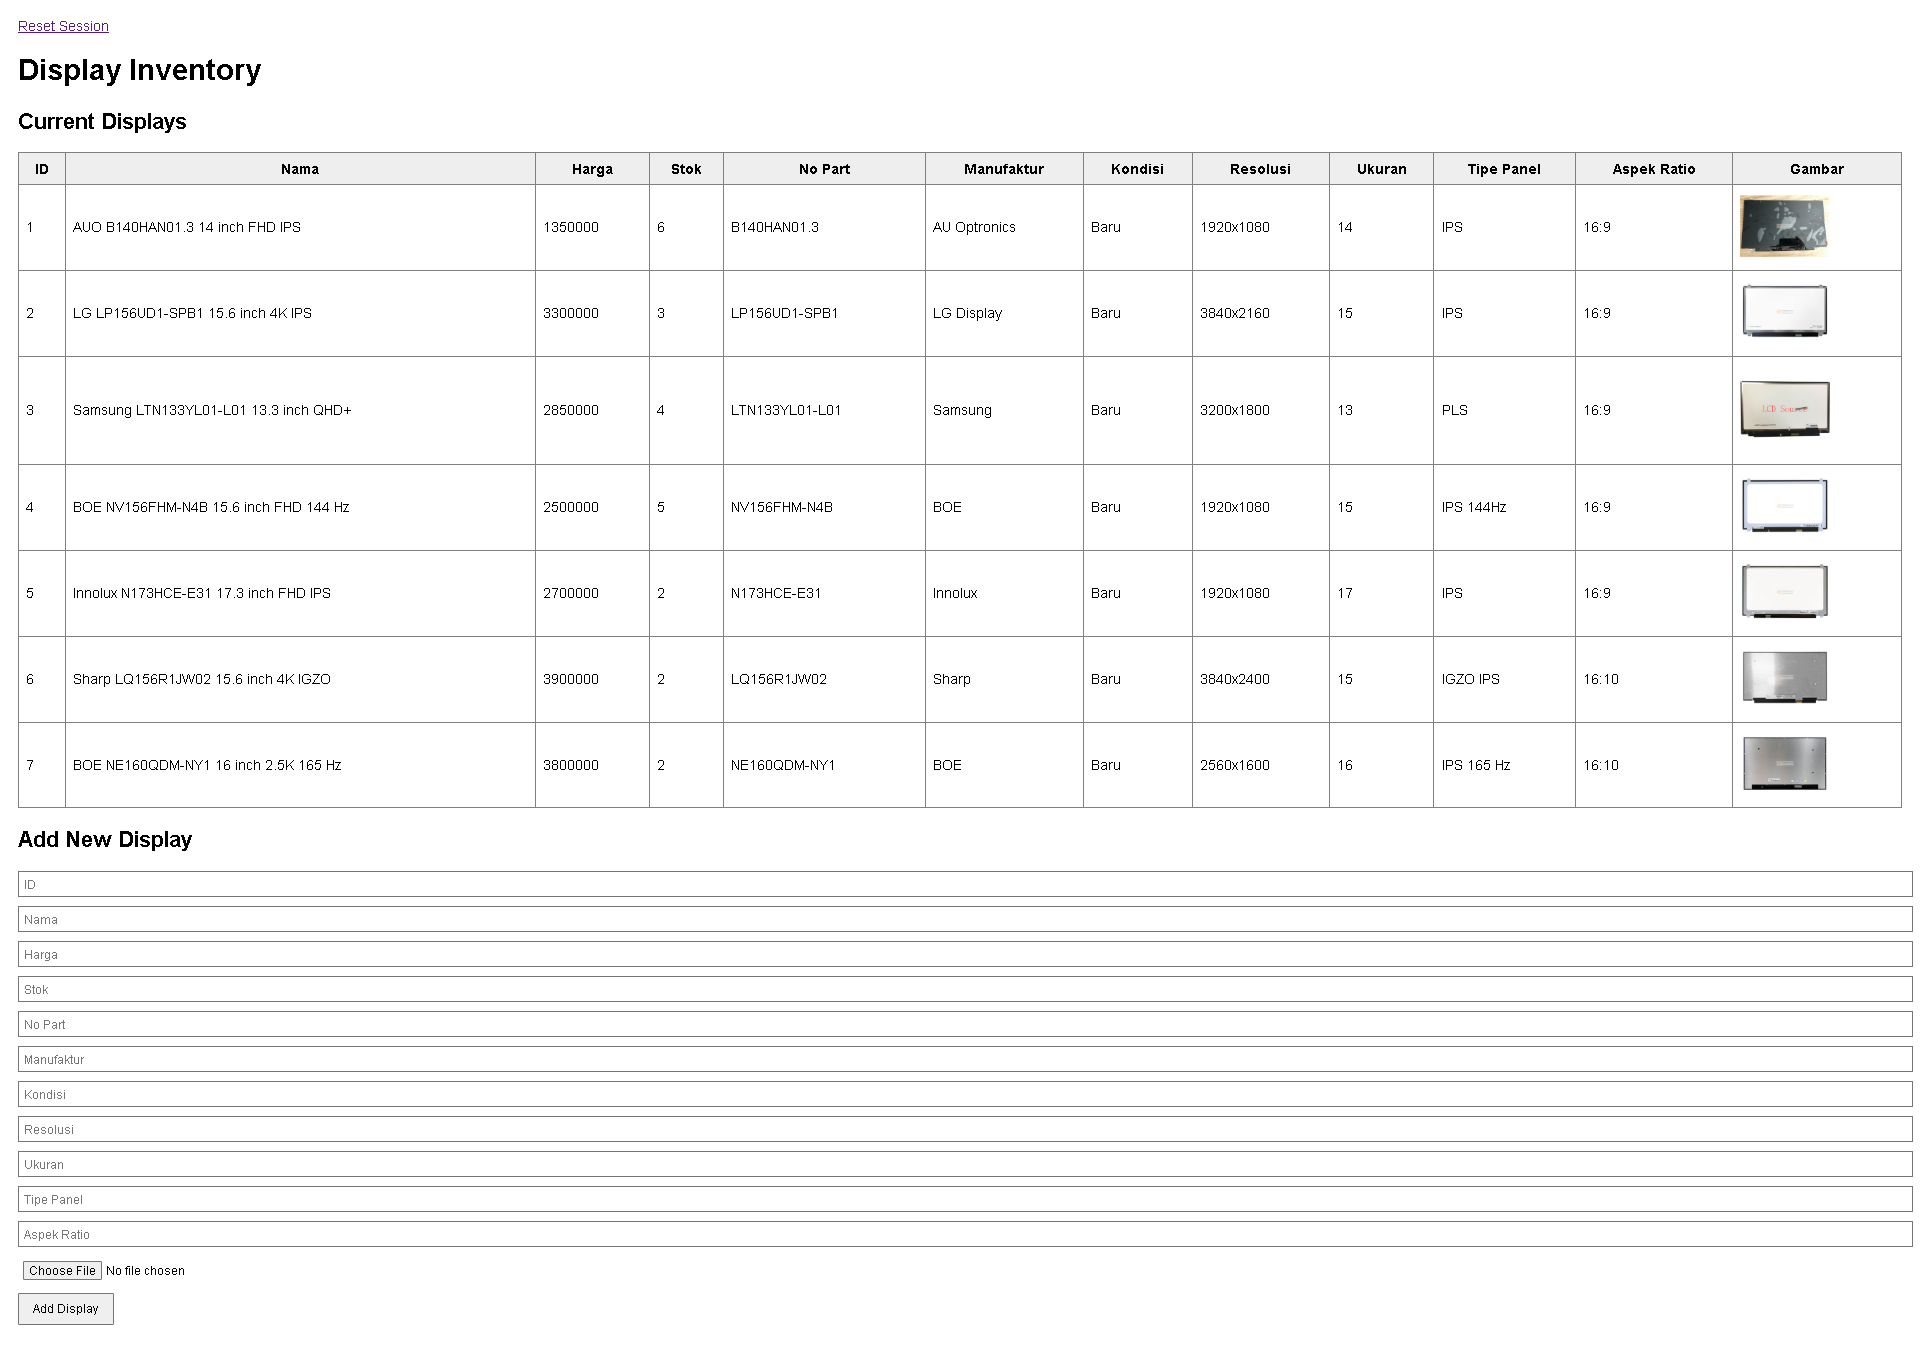 Reset Session
Display Inventory
Current Displays
ID Nama Harga Stok No Part Manufaktur Kondisi Resolusi Ukuran Tipe Panel Aspek Ratio Gambar
1 AUO B140HAN01.3 14 inch FHD IPS 1350000 6 B140HAN01.3 AU Optronics Baru 1920x1080 14 IPS 16:9
2 LG LP156UD1-SPB1 15.6 inch 4K IPS 3300000 3 LP156UD1-SPB1 LG Display Baru 3840x2160 15 IPS 16:9
3 Samsung LTN133YL01-L01 13.3 inch QHD+ 2850000 4 LTN133YL01-L01 Samsung Baru 3200x1800 13 PLS 16:9
4 BOE NV156FHM-N4B 15.6 inch FHD 144 Hz 2500000 5 NV156FHM-N4B BOE Baru 1920x1080 15 IPS 144Hz 16:9
5 Innolux N173HCE-E31 17.3 inch FHD IPS 2700000 2 N173HCE-E31 Innolux Baru 1920x1080 17 IPS 16:9
6 Sharp LQ156R1JW02 15.6 inch 4K IGZO 3900000 2 LQ156R1JW02 Sharp Baru 3840x2400 15 IGZO IPS 16:10
7 BOE NE160QDM-NY1 16 inch 2.5K 165 Hz 3800000 2 NE160QDM-NY1 BOE Baru 2560x1600 16 IPS 165 Hz 16:10
Add New Display
ID
Nama
Harga
Stok
No Part
Manufaktur
Kondisi
Resolusi
Ukuran
Tipe Panel
Aspek Ratio
Choose File No file chosen
Add Display